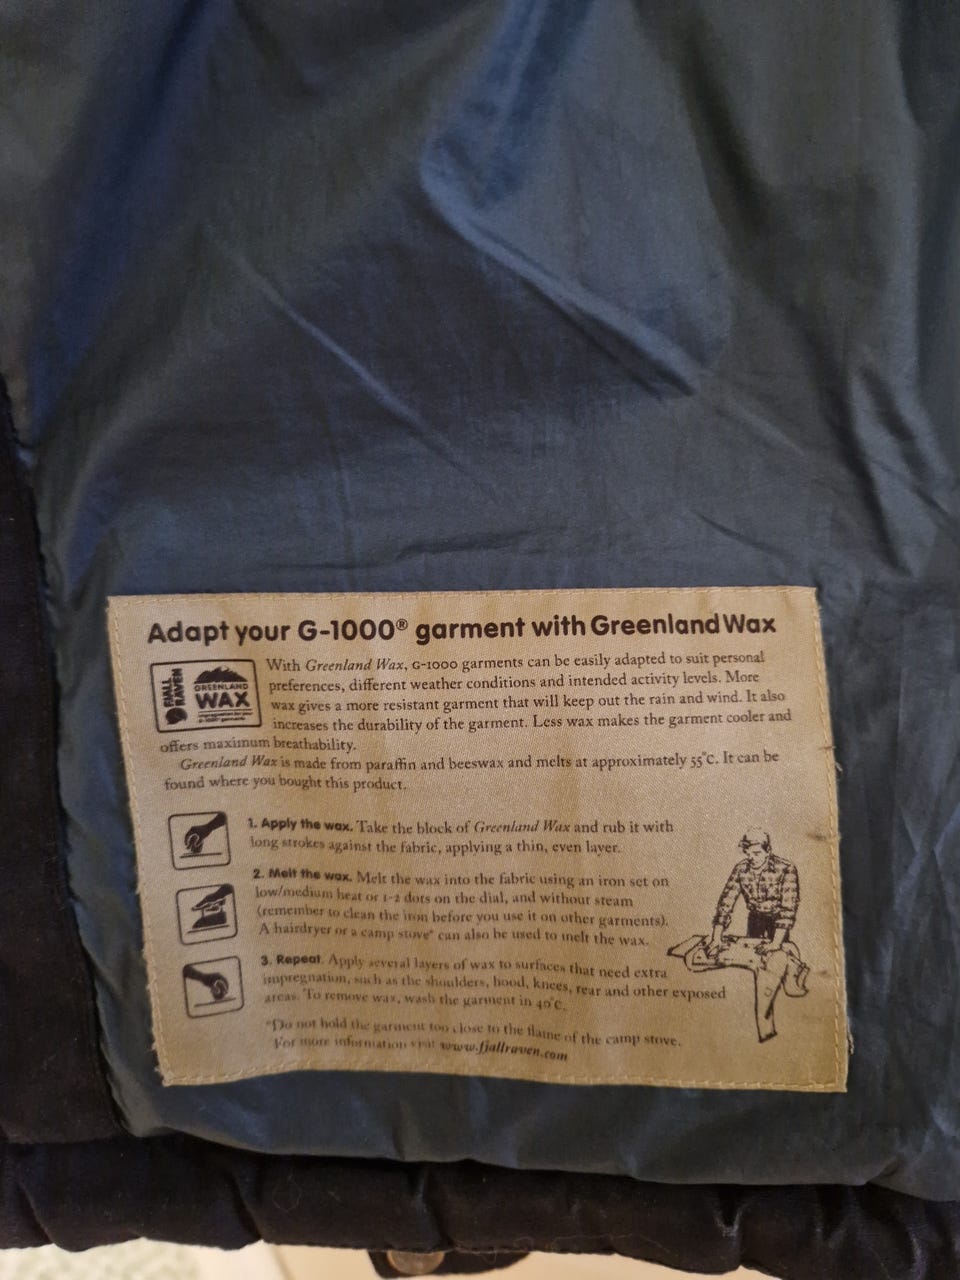 Adapt your G-1000® garment with Greenland Wax
FJALL
RAVEN
GREENLAND
WAX
With Greenland Wax, G-1000 garments can be easily adapted to suit personal
preferences, different weather conditions and intended activity levels. More
wax gives a more resistant garment that will keep out the rain and wind. It also
increases the durability of the garment. Less wax makes the garment cooler and
offers maximum breathability.
Greenland Wax is made from paraffin and beeswax and melts at approximately 55°C. It can be
found where you bought this product.
1. Apply the wax. Take the block of Greenland Wax and rub it with
long strokes against the fabric, applying a thin, even layer.
2. Melt the wax. Melt the wax into the fabric using an iron set on
low/medium heat or 1-2 dots on the dial, and without steam
(remember to clean the iron before you use it on other garments).
A hairdryer or a camp stove* can also be used to melt the wax.
3. Repeat. Apply several layers of wax to surfaces that need extra
impregnation, such as the shoulders, hood, knees, rear and other exposed
areas. To remove wax, wash the garment in 40°C.
*Do not hold the garment too close to the flame of the camp stove.
For more information visit www.fjallraven.com